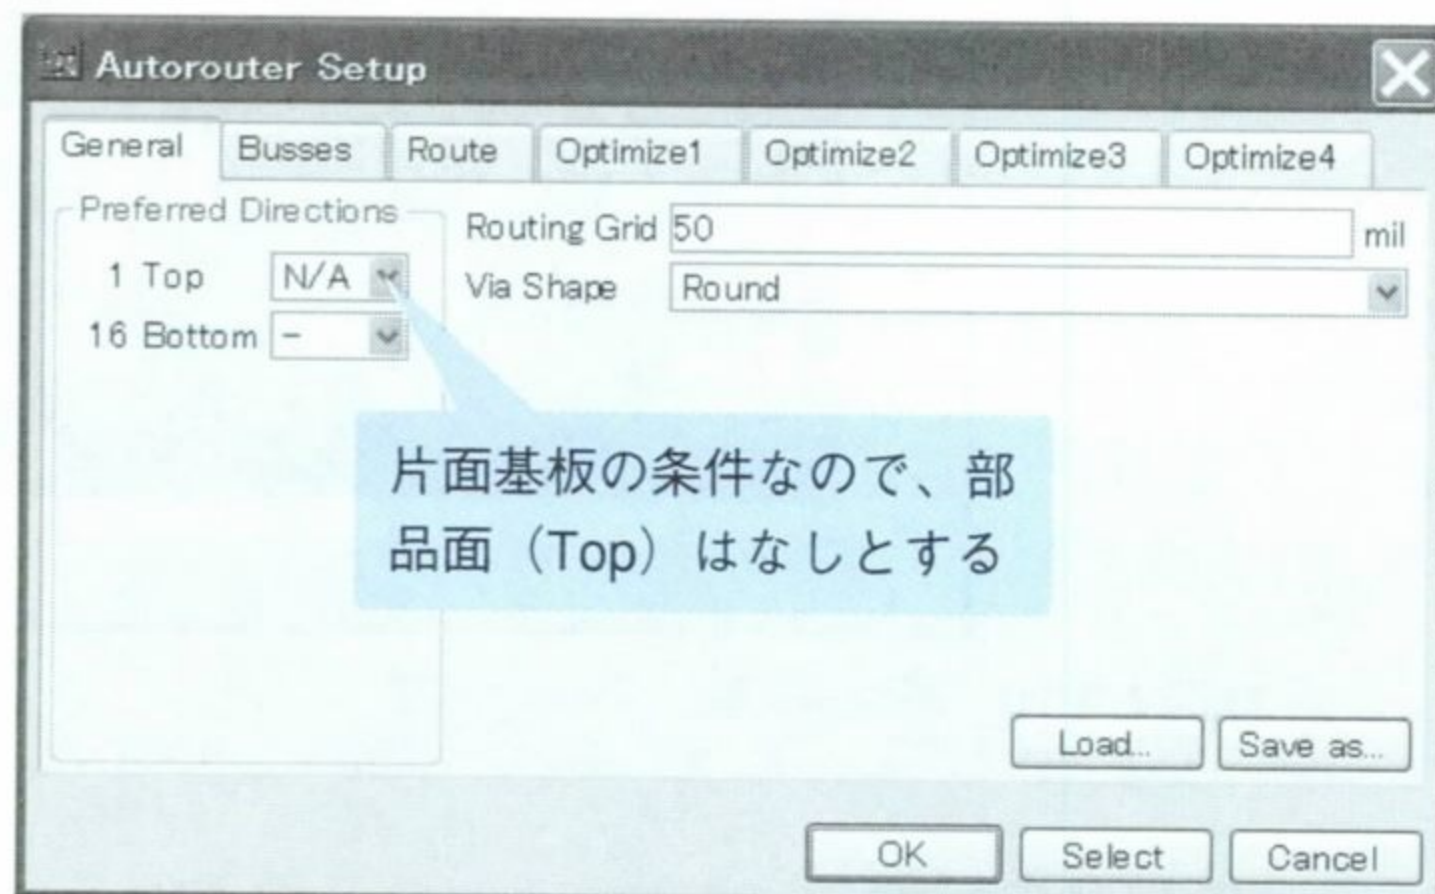 Autorouter Setup
General Busses Route Optimize1 Optimize2 Optimize3 Optimize4
Preferred Directions
Routing Grid 50 mil
1 Top N/A
Via Shape Round
16 Bottom -
片面基板の条件なので、部
品面（Top）はなしとする
Load... Save as...
OK Select Cancel